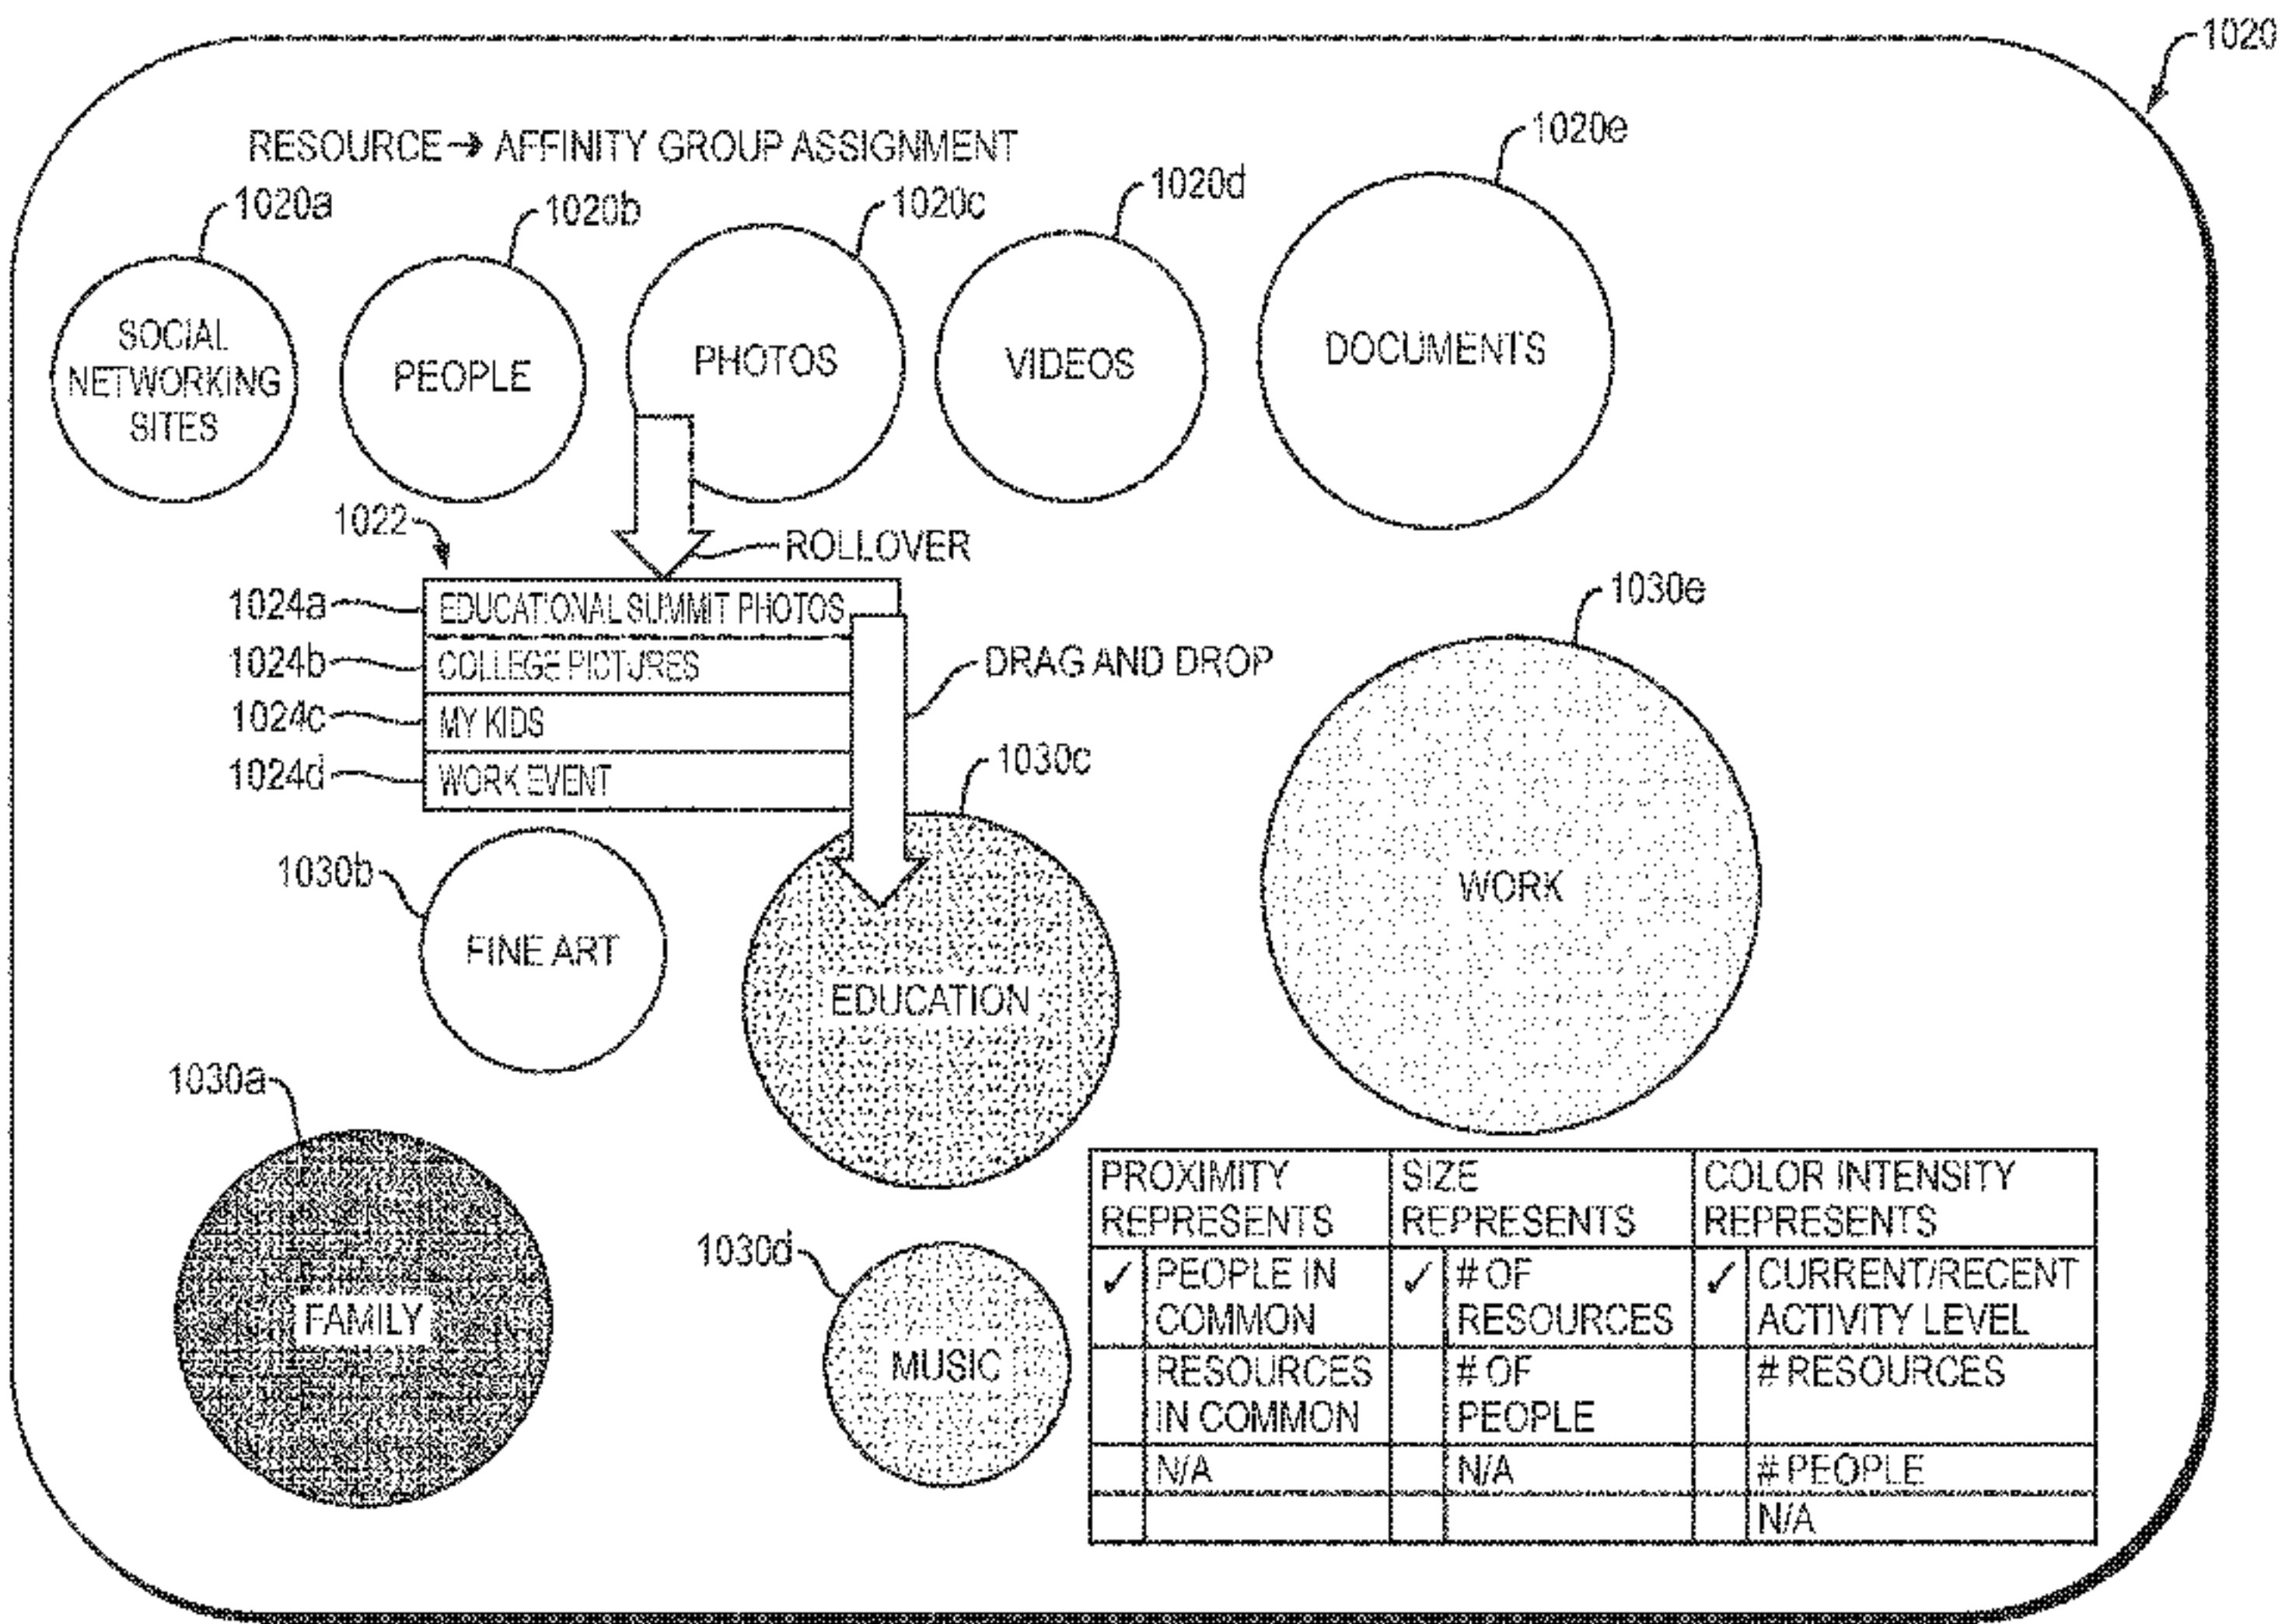 1020
RESOURCE → AFFINITY GROUP ASSIGNMENT
1020a
1020b
1020c
1020d
1020e
SOCIAL
NETWORKING
SITES
PEOPLE
PHOTOS
VIDEOS
DOCUMENTS
1022
ROLLOVER
1024a
EDUCATIONAL SUMMIT PHOTOS
1024b
COLLEGE PICTURES
1024c
MY KIDS
1024d
WORK EVENT
DRAG AND DROP
1030e
1030c
1030b
WORK
FINE ART
EDUCATION
1030a
FAMILY
1030d
MUSIC
PROXIMITY
REPRESENTS
✓ PEOPLE IN
COMMON
RESOURCES
IN COMMON
N/A
SIZE
REPRESENTS
✓ # OF
RESOURCES
# OF
PEOPLE
N/A
COLOR INTENSITY
REPRESENTS
✓ CURRENT/RECENT
ACTIVITY LEVEL
# RESOURCES
# PEOPLE
N/A